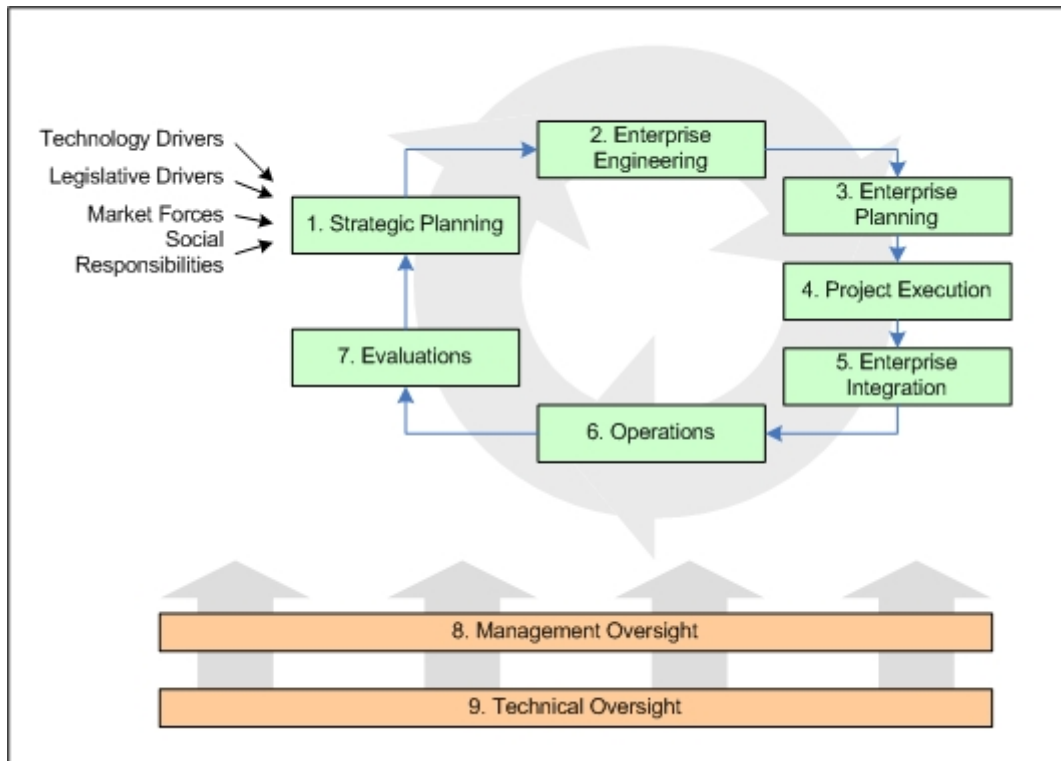 Technology Drivers
Legislative Drivers
Market Forces
Social
Responsibilities
1. Strategic Planning
2. Enterprise
Engineering
3. Enterprise
Planning
4. Project Execution
5. Enterprise
Integration
6. Operations
7. Evaluations
8. Management Oversight
9. Technical Oversight